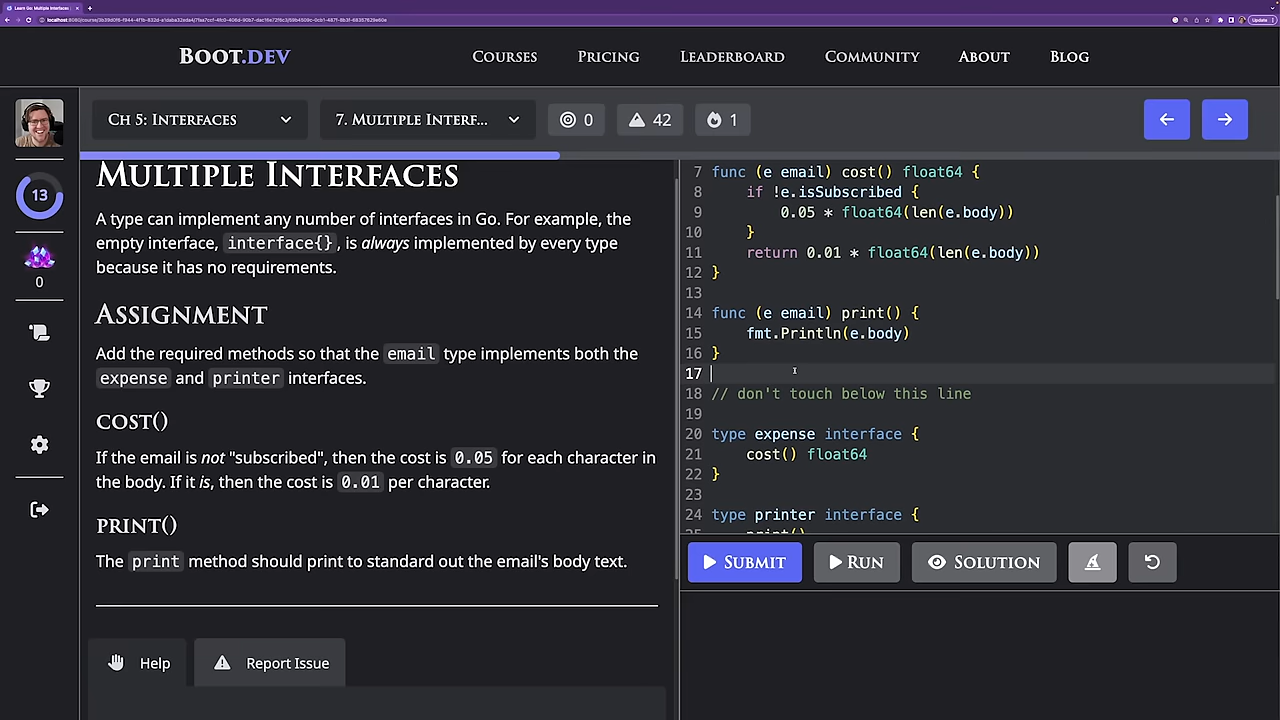 Learn Go: Multiple Interfaces
Update
BOOT.DEV
COURSES
PRICING
LEADERBOARD
COMMUNITY
ABOUT
BLOG
CH 5: INTERFACES
7. MULTIPLE INTERF...
0
42
1
13
0
MULTIPLE INTERFACES
A type can implement any number of interfaces in Go. For example, the
empty interface, interface{}, is always implemented by every type
because it has no requirements.
ASSIGNMENT
Add the required methods so that the email type implements both the
expense and printer interfaces.
COST()
If the email is not "subscribed", then the cost is 0.05 for each character in
the body. If it is, then the cost is 0.01 per character.
PRINT()
The print method should print to standard out the email's body text.
Help
Report Issue
7 func (e email) cost() float64 {
8 if !e.isSubscribed {
9 0.05 * float64(len(e.body))
10 }
11 return 0.01 * float64(len(e.body))
12 }
13
14 func (e email) print() {
15 fmt.Println(e.body)
16 }
17
18 // don't touch below this line
19
20 type expense interface {
21 cost() float64
22 }
23
24 type printer interface {
25 print()
SUBMIT
RUN
SOLUTION